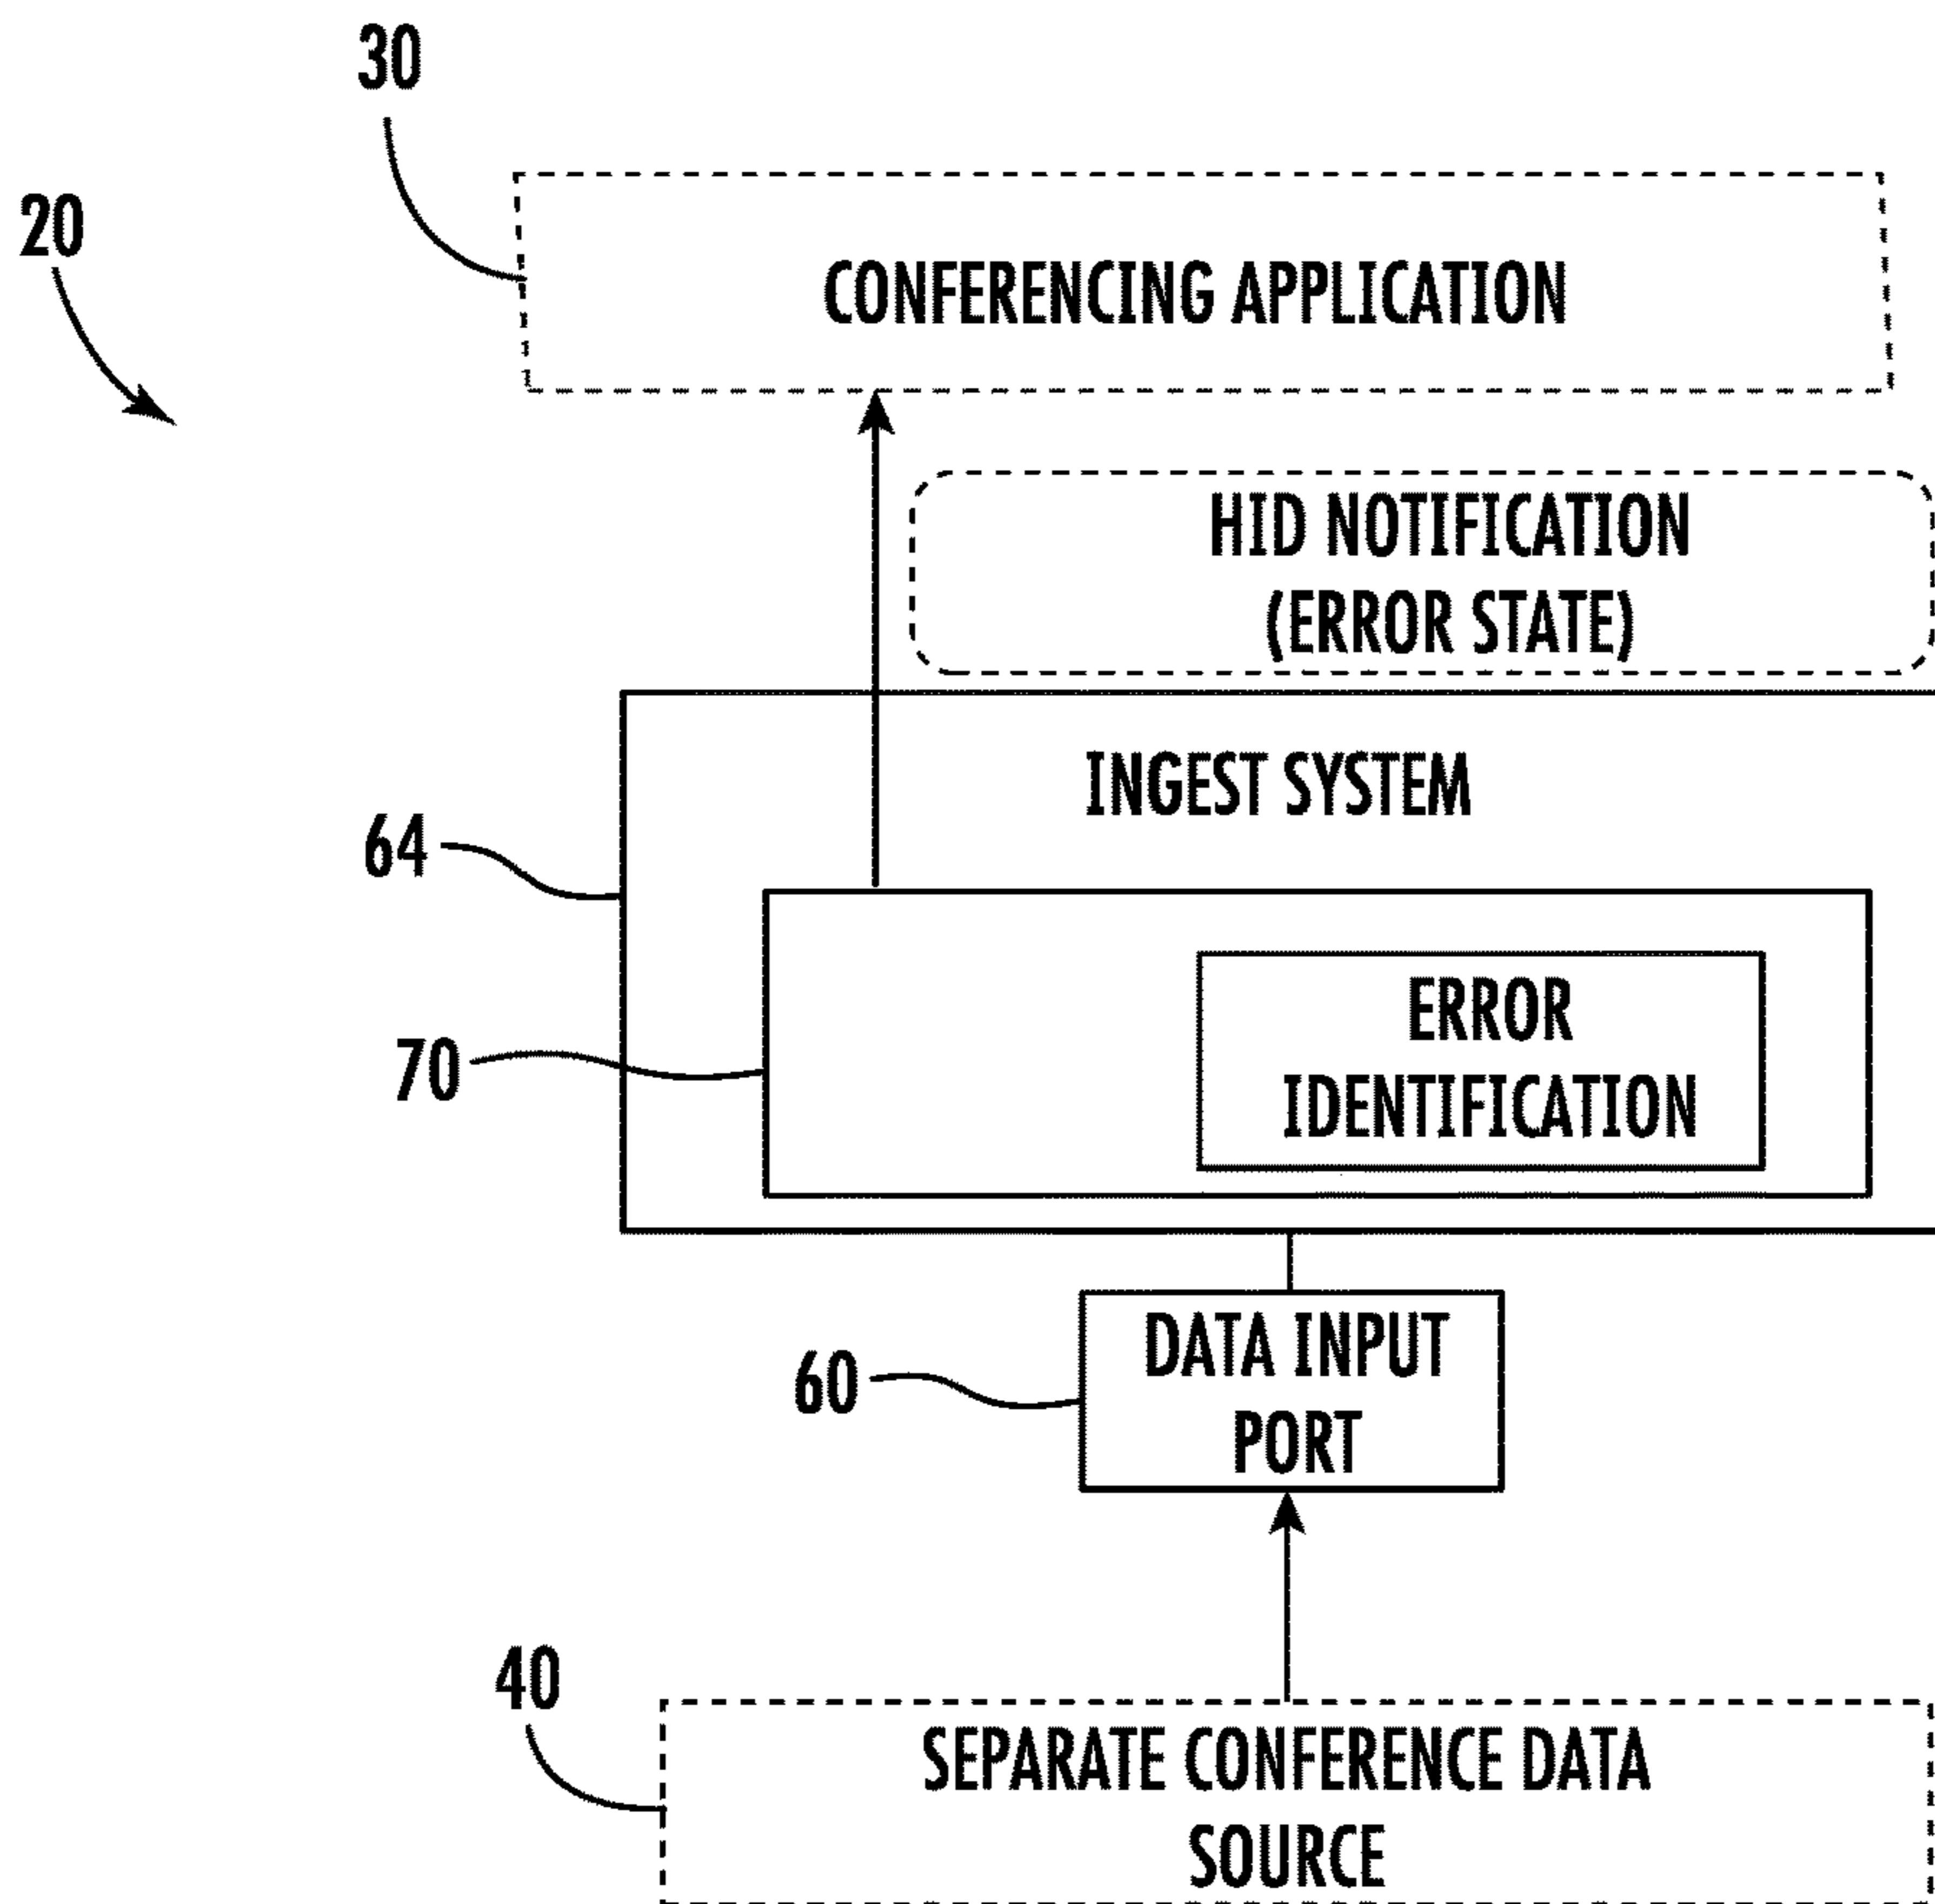 30
20
CONFERENCING APPLICATION
HID NOTIFICATION
(ERROR STATE)
INGEST SYSTEM
64
ERROR
IDENTIFICATION
70
DATA INPUT
PORT
60
40
SEPARATE CONFERENCE DATA
SOURCE